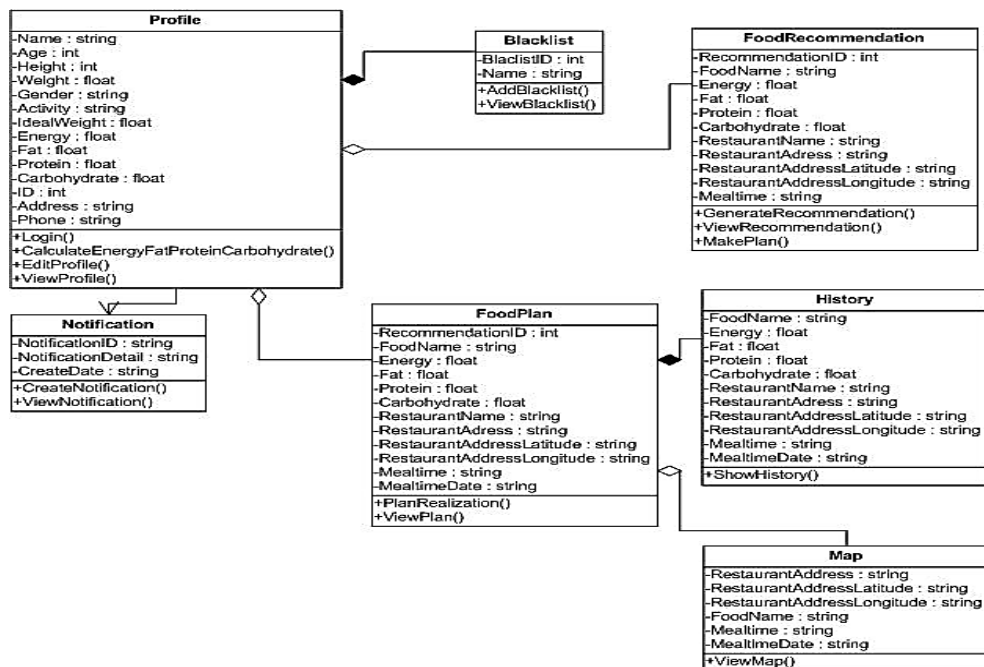 Profile
-Name : string
-Age : int
-Height : int
-Weight : float
-Gender : string
-Activity : string
-IdealWeight : float
-Energy : float
-Fat : float
-Protein : float
-Carbohydrate : float
-ID : int
-Address : string
-Phone : string
+Login()
+CalculateEnergyFatProteinCarbohydrate()
+EditProfile()
+ViewProfile()
Blacklist
-BlaclistID : int
-Name : string
+AddBlacklist()
+ViewBlacklist()
FoodRecommendation
-RecommendationID : int
-FoodName : string
-Energy : float
-Fat : float
-Protein : float
-Carbohydrate : float
-RestaurantName : string
-RestaurantAdress : string
-RestaurantAddressLatitude : string
-RestaurantAddressLongitude : string
-Mealtime : string
+GenerateRecommendation()
+ViewRecommendation()
+MakePlan()
Notification
-NotificationID : string
-NotificationDetail : string
-CreateDate : string
+CreateNotification()
+ViewNotification()
FoodPlan
-RecommendationID : int
-FoodName : string
-Energy : float
-Fat : float
-Protein : float
-Carbohydrate : float
-RestaurantName : string
-RestaurantAdress : string
-RestaurantAddressLatitude : string
-RestaurantAddressLongitude : string
-Mealtime : string
-MealtimeDate : string
+PlanRealization()
+ViewPlan()
History
-FoodName : string
-Energy : float
-Fat : float
-Protein : float
-Carbohydrate : float
-RestaurantName : string
-RestaurantAdress : string
-RestaurantAddressLatitude : string
-RestaurantAddressLongitude : string
-Mealtime : string
-MealtimeDate : string
+ShowHistory()
Map
-RestaurantAddress : string
-RestaurantAddressLatitude : string
-RestaurantAddressLongitude : string
-FoodName : string
-Mealtime : string
-MealtimeDate : string
+ViewMap()